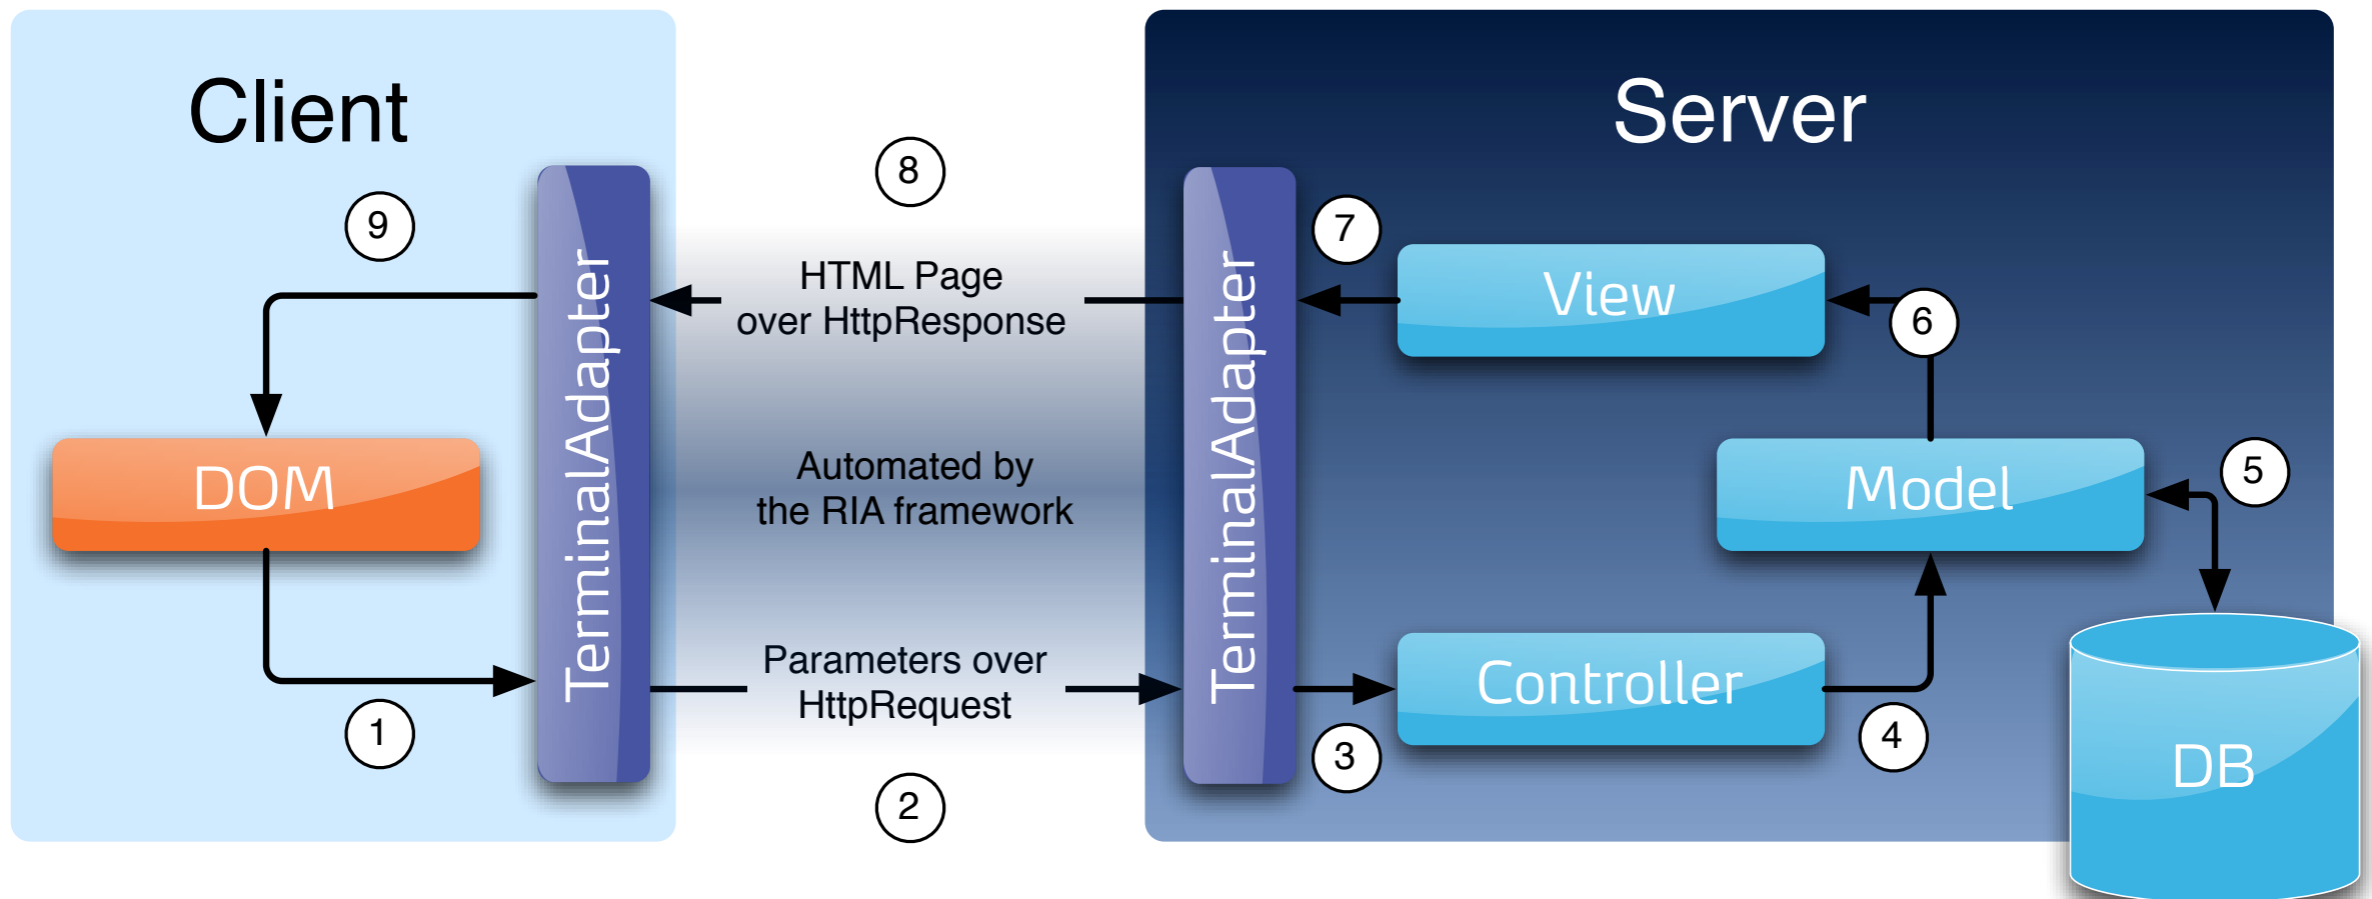 Client
Server
8
9
7
HTML Page
over HttpResponse
View
6
TerminalAdapter
TerminalAdapter
DOM
Automated by
the RIA framework
Model
5
Parameters over
HttpRequest
Controller
1
3
4
DB
2